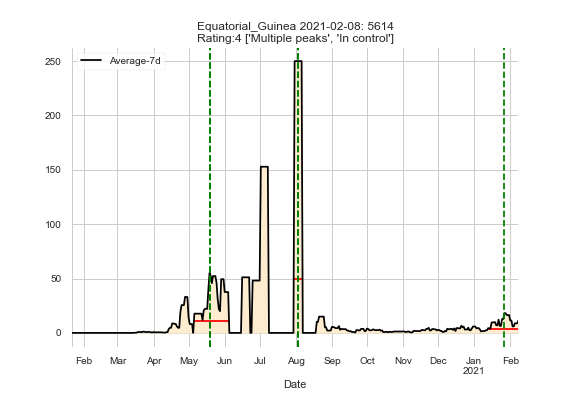 Equatorial_Guinea 2021-02-08: 5614
Rating:4 ['Multiple peaks', 'In control']
Average-7d
250
200
150
100
50
0
Feb Mar Apr May Jun Jul Aug Sep Oct Nov Dec Jan Feb
2021
Date